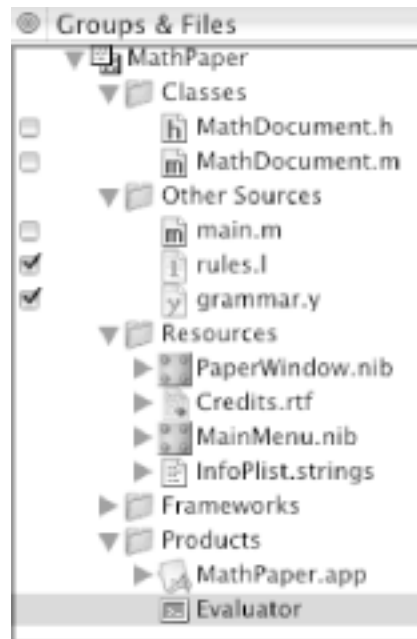 Groups & Files
MathPaper
Classes
MathDocument.h
MathDocument.m
Other Sources
main.m
rules.l
grammar.y
Resources
PaperWindow.nib
Credits.rtf
MainMenu.nib
InfoPlist.strings
Frameworks
Products
MathPaper.app
Evaluator